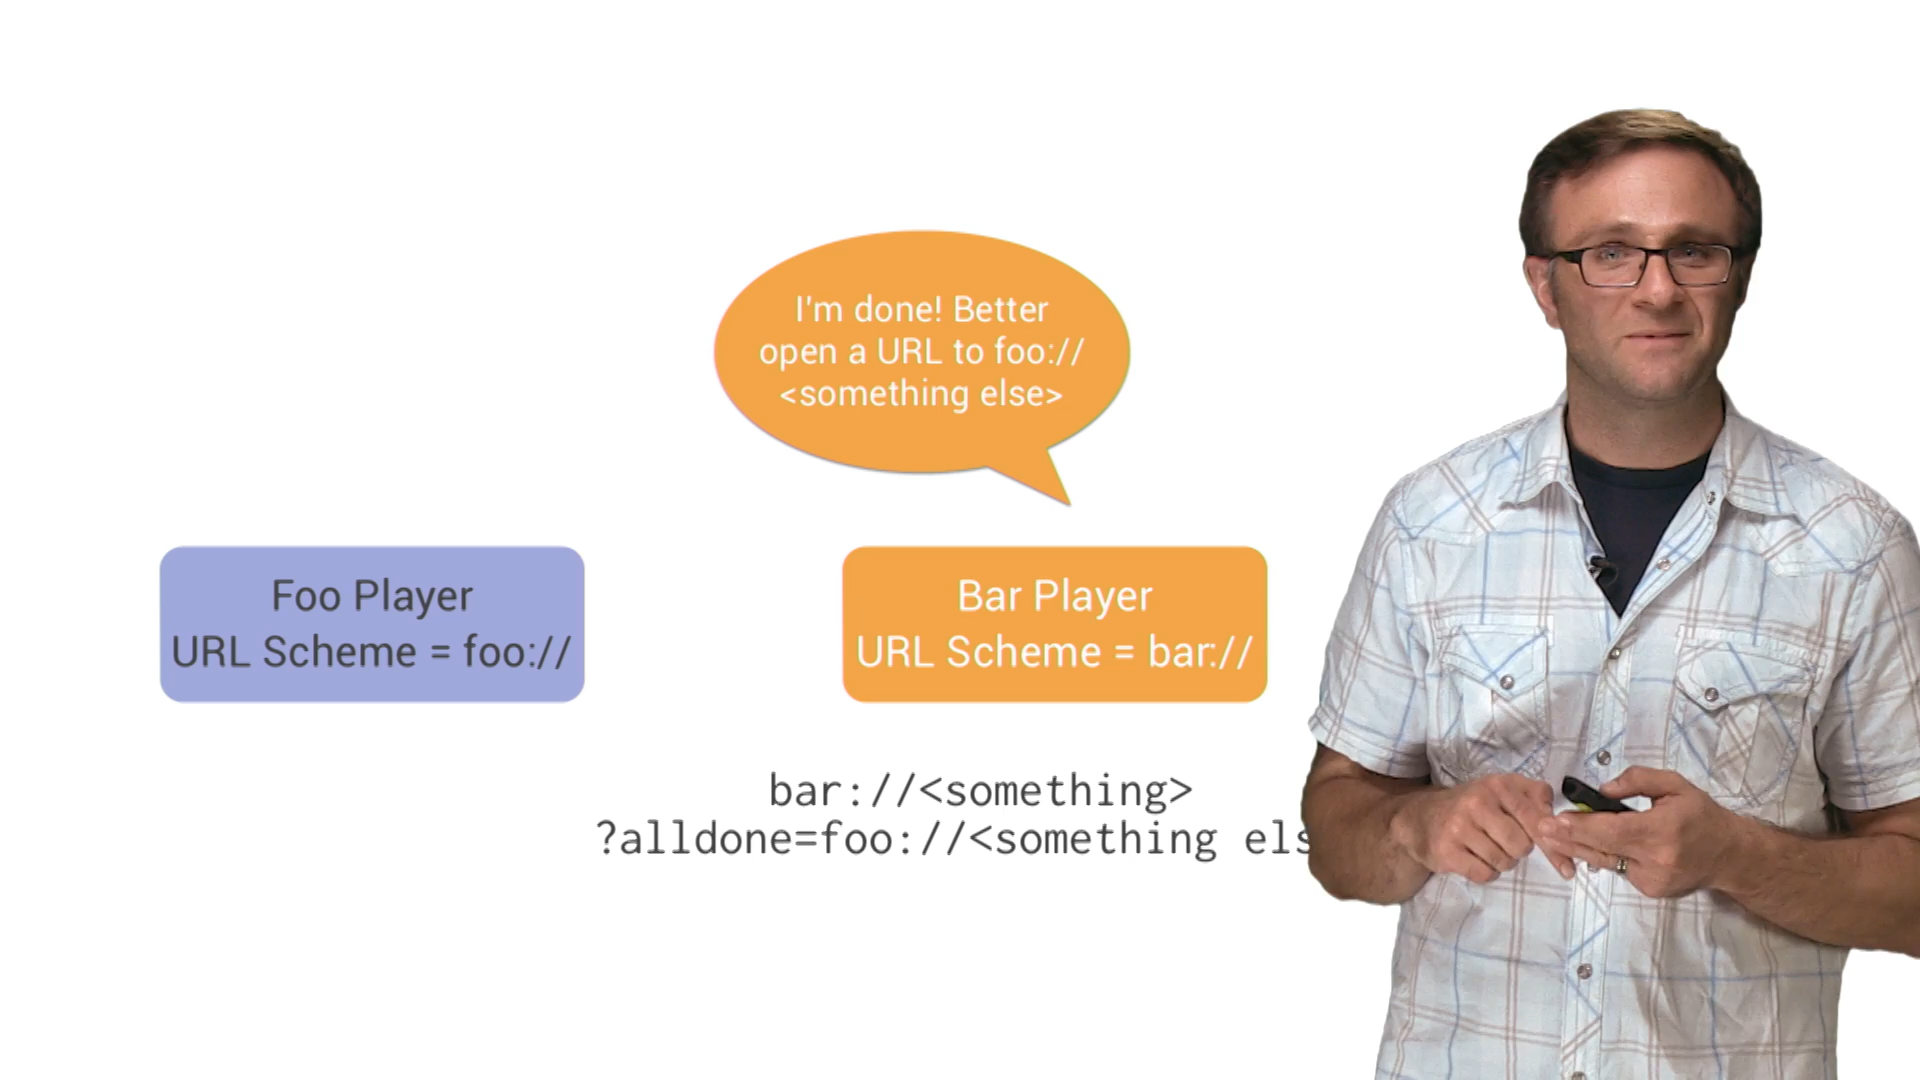 I'm done! Better
open a URL to foo://
<something else>
Foo Player
URL Scheme = foo://
Bar Player
URL Scheme = bar://
bar://<something>
?alldone=foo://<something